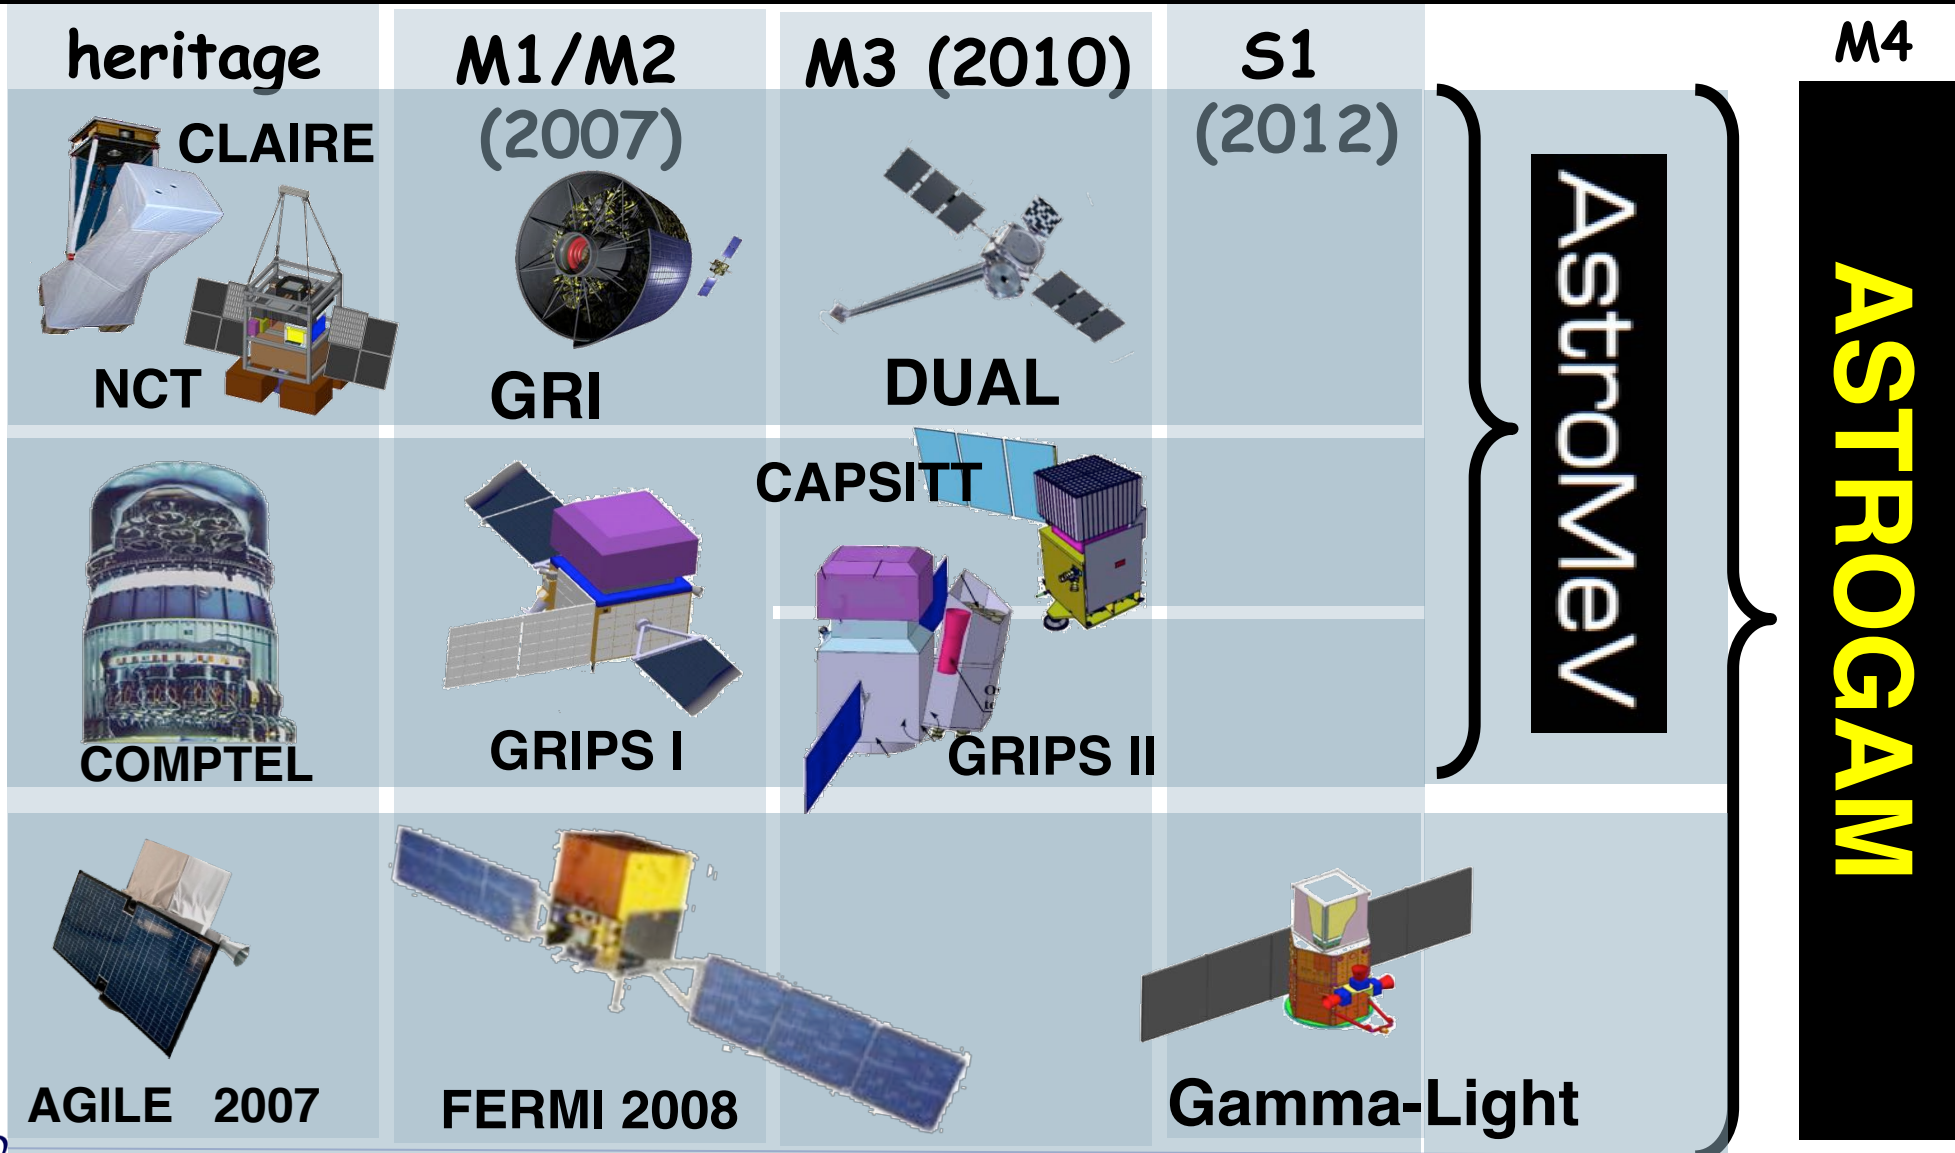 heritage
M1/M2
(2007)
M3 (2010)
S1
(2012)
M4
CLAIRE
NCT
GRI
DUAL
COMPTEL
GRIPS I
CAPSITT
GRIPS II
AstroMeV
ASTROGAM
AGILE 2007
FERMI 2008
Gamma-Light